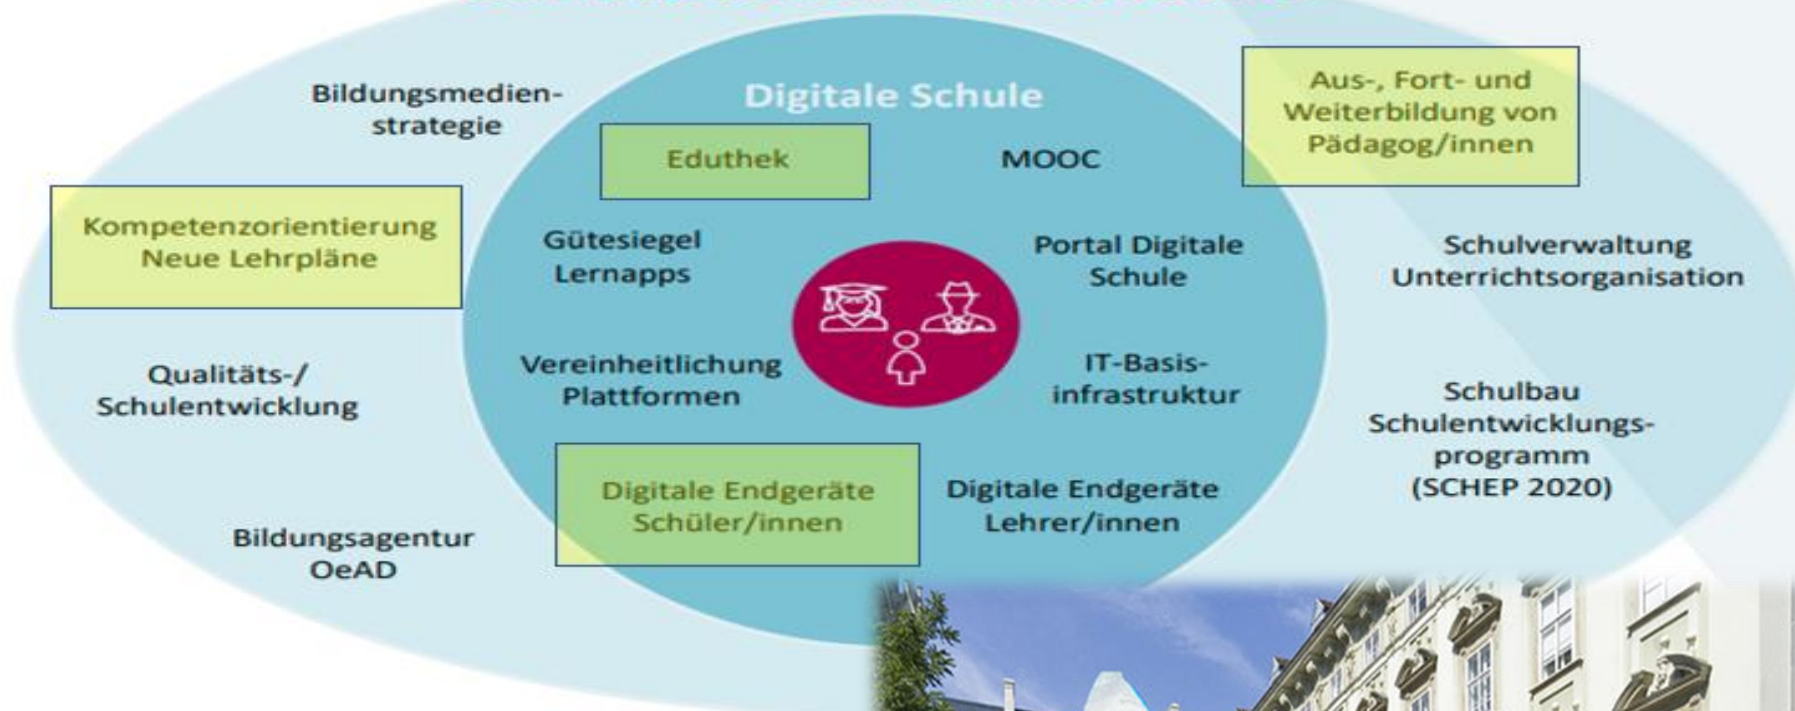 Bildungsmedien-
strategie
Digitale Schule
Aus-, Fort- und
Weiterbildung von
Pädagog/innen
Eduthek
MOOC
Kompetenzorientierung
Neue Lehrpläne
Gütesiegel
Lernapps
Portal Digitale
Schule
Schulverwaltung
Unterrichtsorganisation
Qualitäts-/
Schulentwicklung
Vereinheitlichung
Plattformen
IT-Basis-
infrastruktur
Schulbau
Schulentwicklungs-
programm
(SCHEP 2020)
Digitale Endgeräte
Schüler/innen
Digitale Endgeräte
Lehrer/innen
Bildungsagentur
OeAD